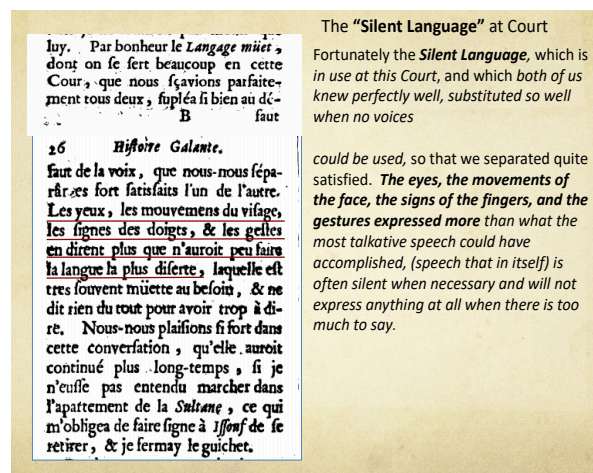 luy. Par bonheur le Langage müet,
dont on se sert beaucoup en cette
Cour, que nous sçavions parfaite-
ment tous deux, supléa si bien au dé-
B faut
26 Histoire Galante.
faut de la voix, que nous-nous sépa-
râmes fort satisfaits l'un de l'autre.
Les yeux, les mouvemens du visage,
les signes des doigts, & les gestes
en dirent plus que n'auroit peu faire
la langue la plus diserte, laquelle est
tres souvent müette au besoin, & ne
dit rien du tout pour avoir trop à di-
re. Nous-nous plaisions si fort dans
cette conversation, qu'elle auroit
continué plus long-temps, si je
n'eusse pas entendu marcher dans
l'apartement de la Sultane, ce qui
m'obligea de faire signe à Issouf de se
retirer, & je fermay le guichet.
The “Silent Language” at Court
Fortunately the Silent Language, which is
in use at this Court, and which both of us
knew perfectly well, substituted so well
when no voices
could be used, so that we separated quite
satisfied. The eyes, the movements of
the face, the signs of the fingers, and the
gestures expressed more than what the
most talkative speech could have
accomplished, (speech that in itself) is
often silent when necessary and will not
express anything at all when there is too
much to say.